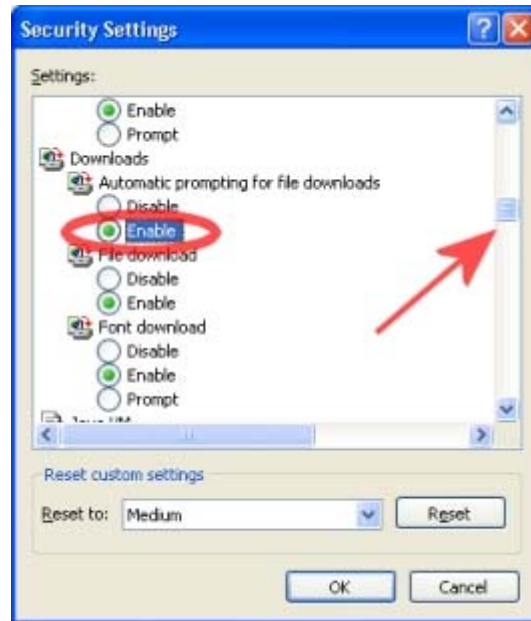 Security Settings
Settings:
Enable
Prompt
Downloads
Automatic prompting for file downloads
Disable
Enable
File download
Disable
Enable
Font download
Disable
Enable
Prompt
Reset custom settings
Reset to: Medium Reset
OK Cancel